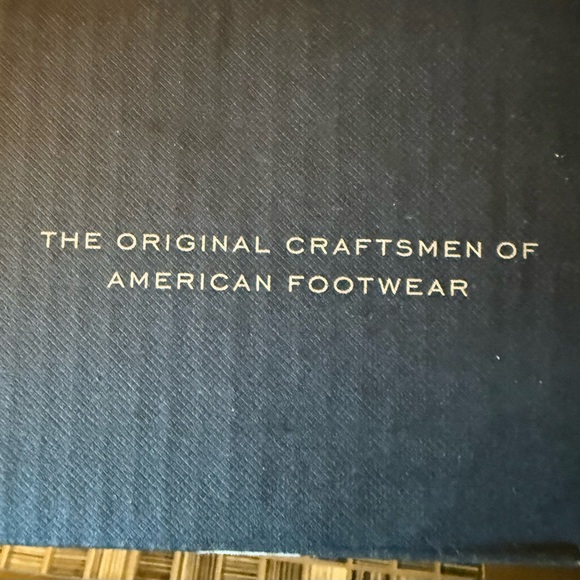 THE ORIGINAL CRAFTSMEN OF
AMERICAN FOOTWEAR